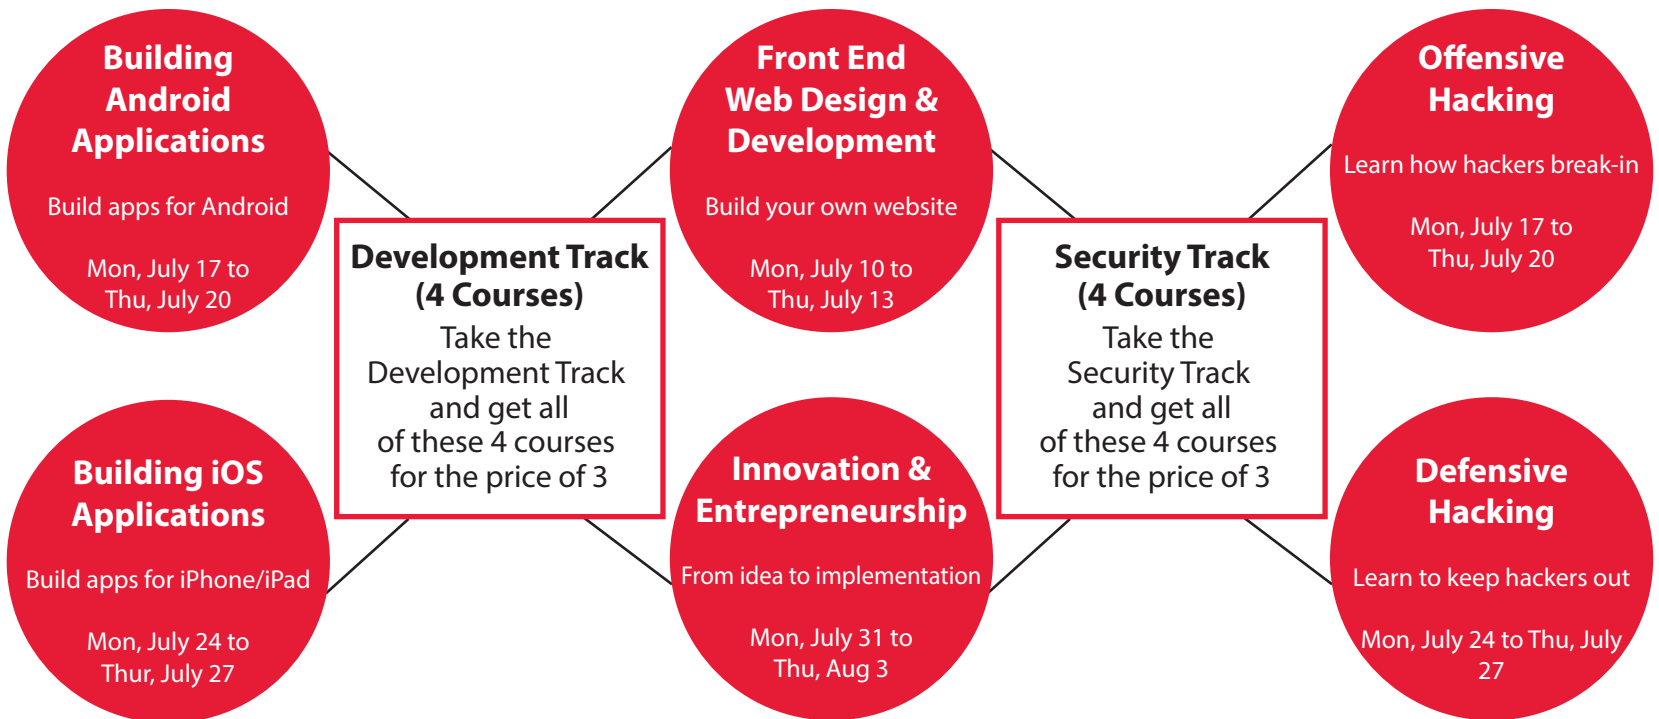 Building
Android
Applications
Build apps for Android
Mon, July 17 to
Thu, July 20
Front End
Web Design &
Development
Build your own website
Mon, July 10 to
Thu, July 13
Offensive
Hacking
Learn how hackers break-in
Mon, July 17 to
Thu, July 20
Development Track
(4 Courses)
Take the
Development Track
and get all
of these 4 courses
for the price of 3
Security Track
(4 Courses)
Take the
Security Track
and get all
of these 4 courses
for the price of 3
Building iOS
Applications
Build apps for iPhone/iPad
Mon, July 24 to
Thur, July 27
Innovation &
Entrepreneurship
From idea to implementation
Mon, July 31 to
Thu, Aug 3
Defensive
Hacking
Learn to keep hackers out
Mon, July 24 to Thu, July
27